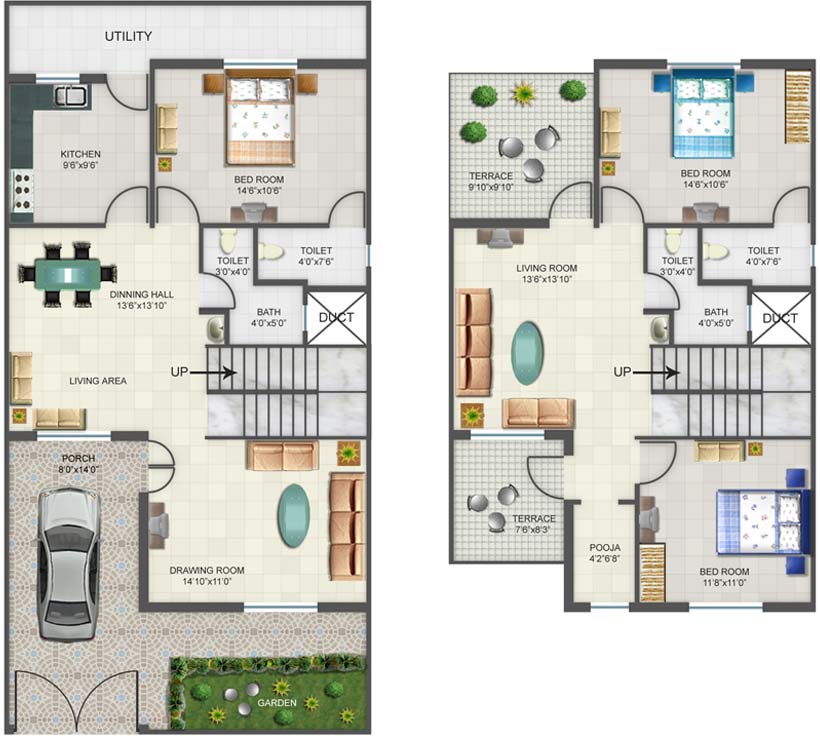 UTILITY
KITCHEN
9'6"x9'6"
BED ROOM
14'6"x10'6"
TOILET
3'0"x4'0"
TOILET
4'0"x7'6"
DINNING HALL
13'6"x13'10"
BATH
4'0"x5'0"
DUCT
UP
LIVING AREA
PORCH
8'0"x14'0"
DRAWING ROOM
14'10"x11'0"
GARDEN
BED ROOM
14'6"x10'6"
TERRACE
9'10"x9'10"
LIVING ROOM
13'6"x13'10"
TOILET
3'0"x4'0"
TOILET
4'0"x7'6"
BATH
4'0"x5'0"
DUCT
UP
TERRACE
7'6"x8'3"
POOJA
4'2"6'8"
BED ROOM
11'8"x11'0"